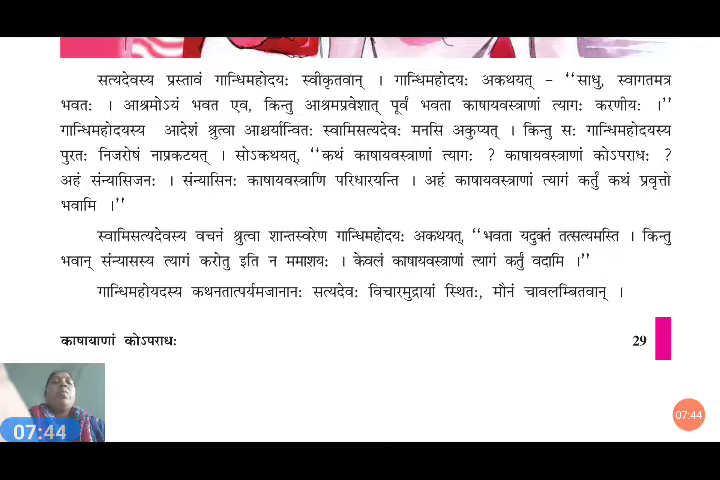 सत्यदेवस्य प्रस्तावं गान्धिमहोदयः स्वीकृतवान् । गान्धिमहोदयः अकथयत् – “साधु, स्वागतमत्र
भवतः । आश्रमोऽयं भवत एव, किन्तु आश्रमप्रवेशात् पूर्वं भवता काषायवस्त्राणां त्यागः करणीयः ।”
गान्धिमहोदयस्य आदेशं श्रुत्वा आश्चर्यान्वितः स्वामिसत्यदेवः मनसि अकुप्यत् । किन्तु सः गान्धिमहोदयस्य
पुरतः निजरोषं नाप्रकटयत् । सोऽकथयत्, “कथं काषायवस्त्राणां त्यागः ? काषायवस्त्राणां कोऽपराधः ?
अहं संन्यासिजनः । संन्यासिनः काषायवस्त्राणि परिधारयन्ति । अहं काषायवस्त्राणां त्यागं कर्तुं कथं प्रवृत्तो
भवामि ।”
स्वामिसत्यदेवस्य वचनं श्रुत्वा शान्तस्वरेण गान्धिमहोदयः अकथयत्, “भवता यदुक्तं तत्सत्यमस्ति । किन्तु
भवान् संन्यासस्य त्यागं करोतु इति न ममाशयः । केवलं काषायवस्त्राणां त्यागं कर्तुं वदामि ।”
गान्धिमहोयदस्य कथनतात्पर्यमजानानः सत्यदेवः विचारमुद्रायां स्थितः, मौनं चावलम्बितवान् ।
काषायाणां कोऽपराधः 29
07:44
07:44